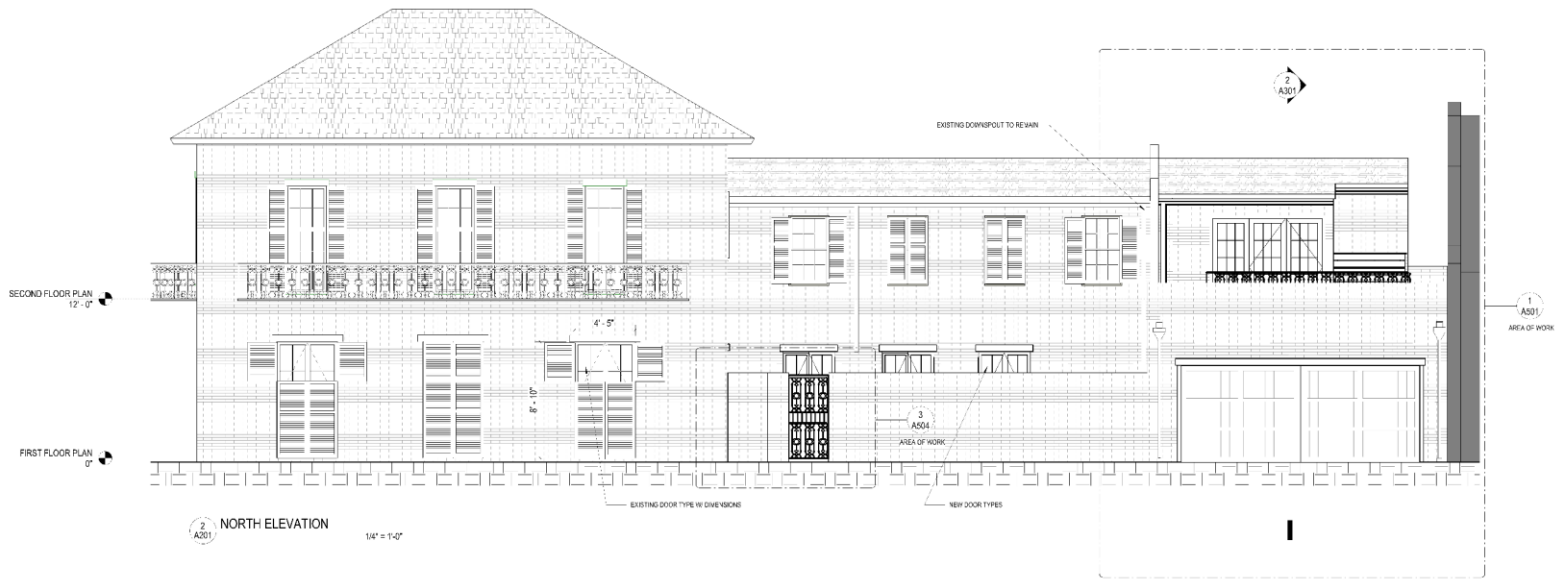 2
A301
EXISTING DOWNSPOUT TO REMAIN
SECOND FLOOR PLAN
12' - 0"
1
A501
AREA OF WORK
4' - 5"
8' - 10"
3
A504
AREA OF WORK
FIRST FLOOR PLAN
0"
EXISTING DOOR TYPE W/ DIMENSIONS
NEW DOOR TYPES
2
A201
NORTH ELEVATION
1/4" = 1'-0"